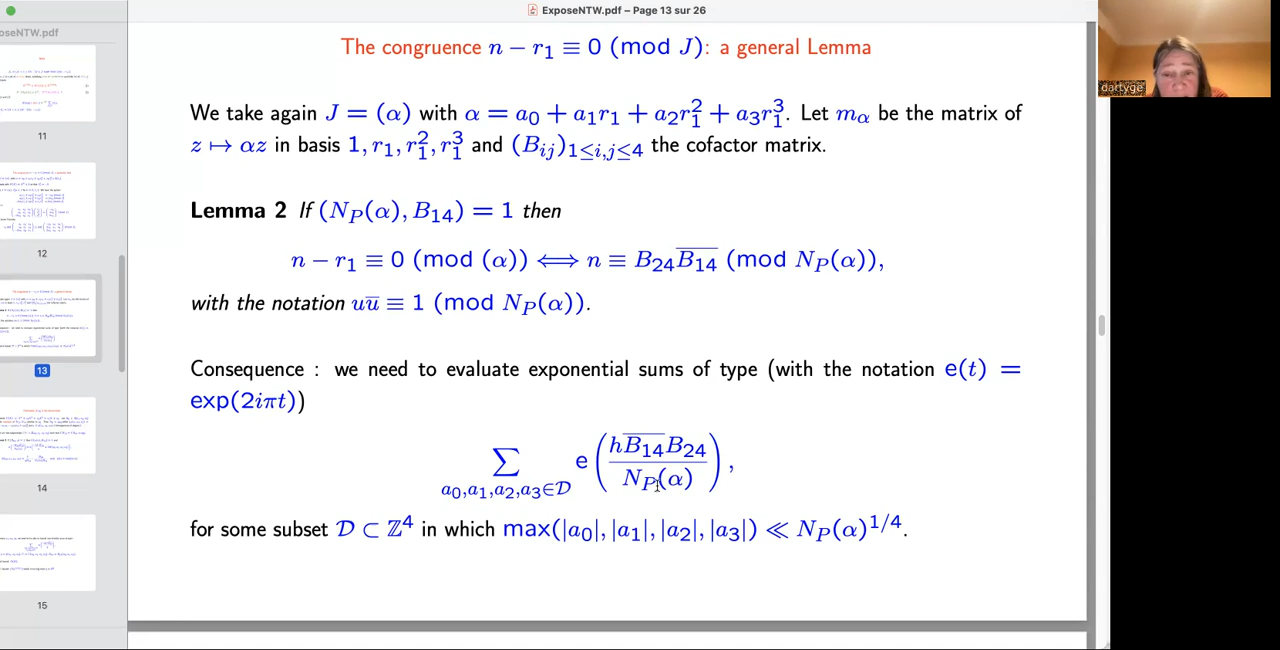 ExposeNTW.pdf – Page 13 sur 26
oseNTW.pdf
11
12
13
14
15
The congruence n − r₁ ≡ 0 (mod J): a general Lemma
We take again J = (α) with α = a₀ + a₁r₁ + a₂r₁² + a₃r₁³. Let m_α be the matrix of
z ↦ αz in basis 1, r₁, r₁², r₁³ and (B_{ij})_{1≤i,j≤4} the cofactor matrix.
Lemma 2 If (N_P(α), B₁₄) = 1 then
n − r₁ ≡ 0 (mod (α)) ⟺ n ≡ B₂₄\overline{B₁₄} (mod N_P(α)),
with the notation u\overline{u} ≡ 1 (mod N_P(α)).
Consequence : we need to evaluate exponential sums of type (with the notation e(t) =
exp(2iπt))
∑_{a₀,a₁,a₂,a₃∈𝒟} e(h\overline{B₁₄}B₂₄ / N_P(α)),
for some subset 𝒟 ⊂ ℤ⁴ in which max(|a₀|, |a₁|, |a₂|, |a₃|) ≪ N_P(α)^{1/4}.
dartyge